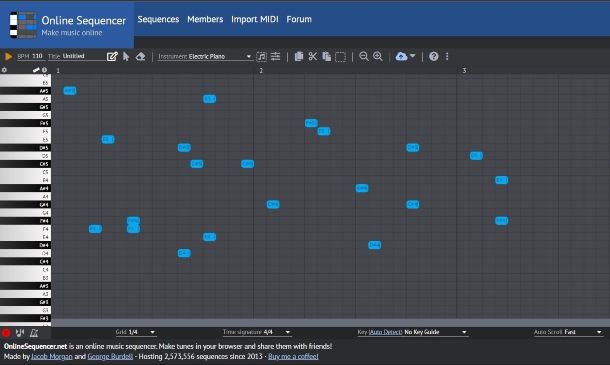 Online Sequencer
Make music online
Sequences Members Import MIDI Forum
BPM 110 Title Untitled Instrument Electric Piano
1 2 3
B5
A#5
A5
G#5
G5
F#5
F5
E5
D#5
D5
C#5
C5
B4
A#4
A4
G#4
G4
F#4
F4
E4
D#4
D4
C#4
C4
B3
A#3
A3
G#3
G3
F#3
Grid 1/4 Time signature 4/4 Key (Auto Detect) No Key Guide Auto Scroll Fast
OnlineSequencer.net is an online music sequencer. Make tunes in your browser and share them with friends!
Made by Jacob Morgan and George Burdell · Hosting 2,573,556 sequences since 2013 · Buy me a coffee!